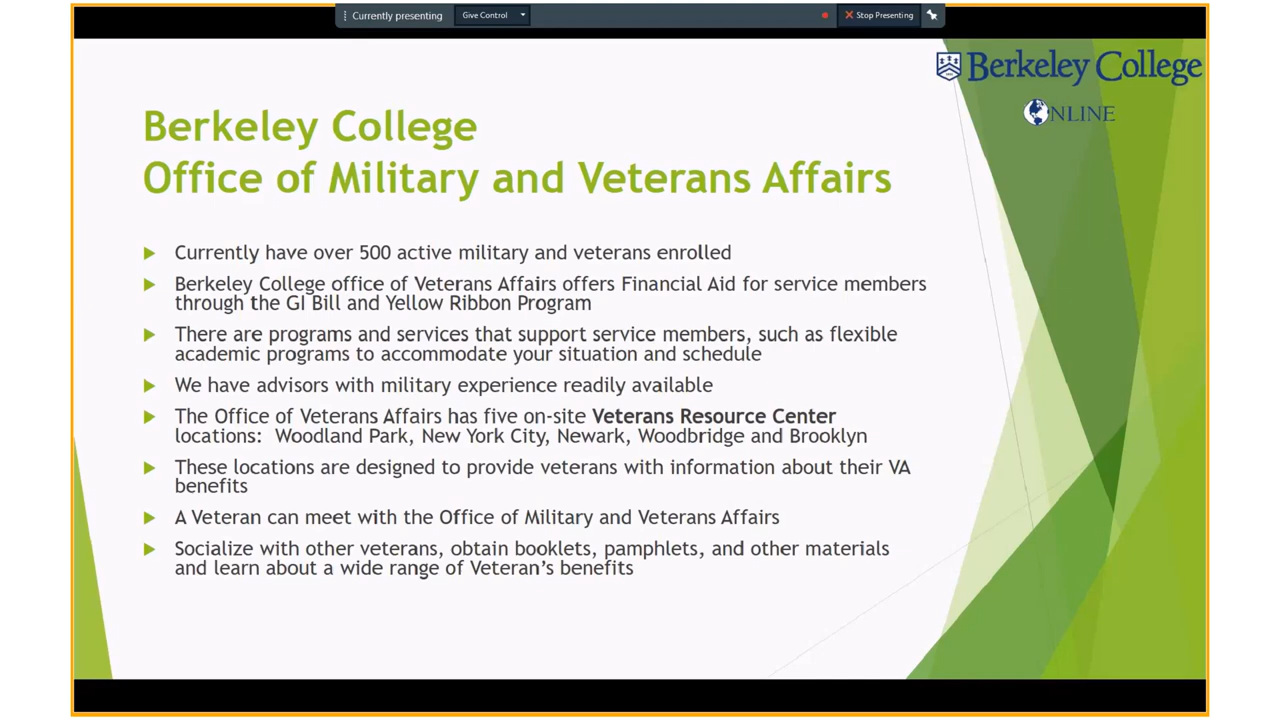 Currently presenting Give Control Stop Presenting
Berkeley College
NLINE
Berkeley College
Office of Military and Veterans Affairs
Currently have over 500 active military and veterans enrolled
Berkeley College office of Veterans Affairs offers Financial Aid for service members
through the GI Bill and Yellow Ribbon Program
There are programs and services that support service members, such as flexible
academic programs to accommodate your situation and schedule
We have advisors with military experience readily available
The Office of Veterans Affairs has five on-site Veterans Resource Center
locations: Woodland Park, New York City, Newark, Woodbridge and Brooklyn
These locations are designed to provide veterans with information about their VA
benefits
A Veteran can meet with the Office of Military and Veterans Affairs
Socialize with other veterans, obtain booklets, pamphlets, and other materials
and learn about a wide range of Veteran’s benefits